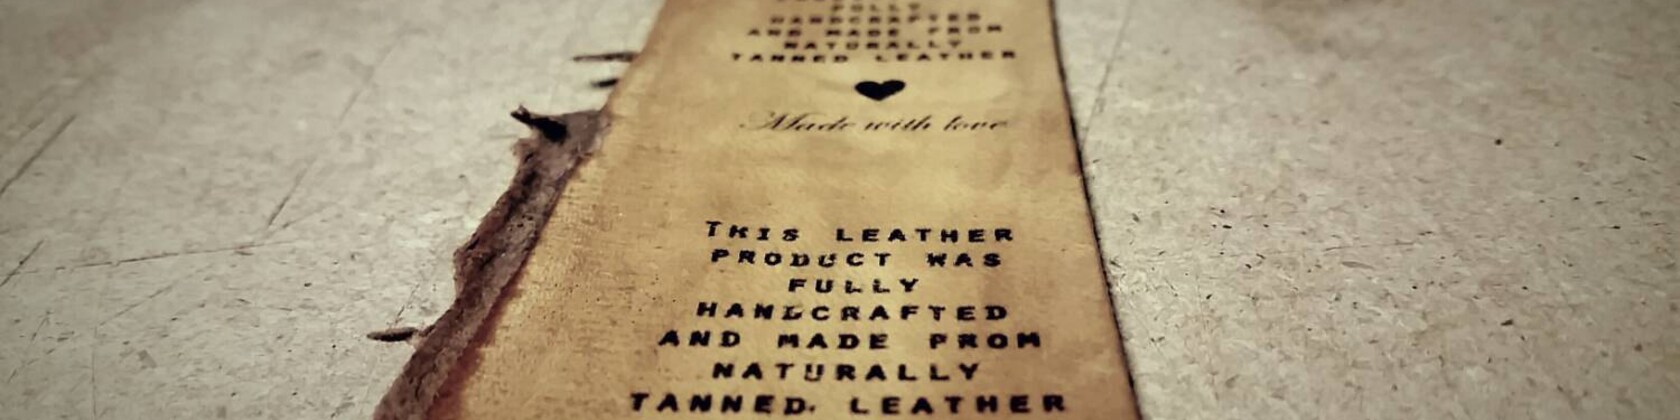 FULLY
HANDCRAFTED
AND MADE FROM
NATURALLY
TANNED LEATHER
Made with love
THIS LEATHER
PRODUCT WAS
FULLY
HANDCRAFTED
AND MADE FROM
NATURALLY
TANNED LEATHER